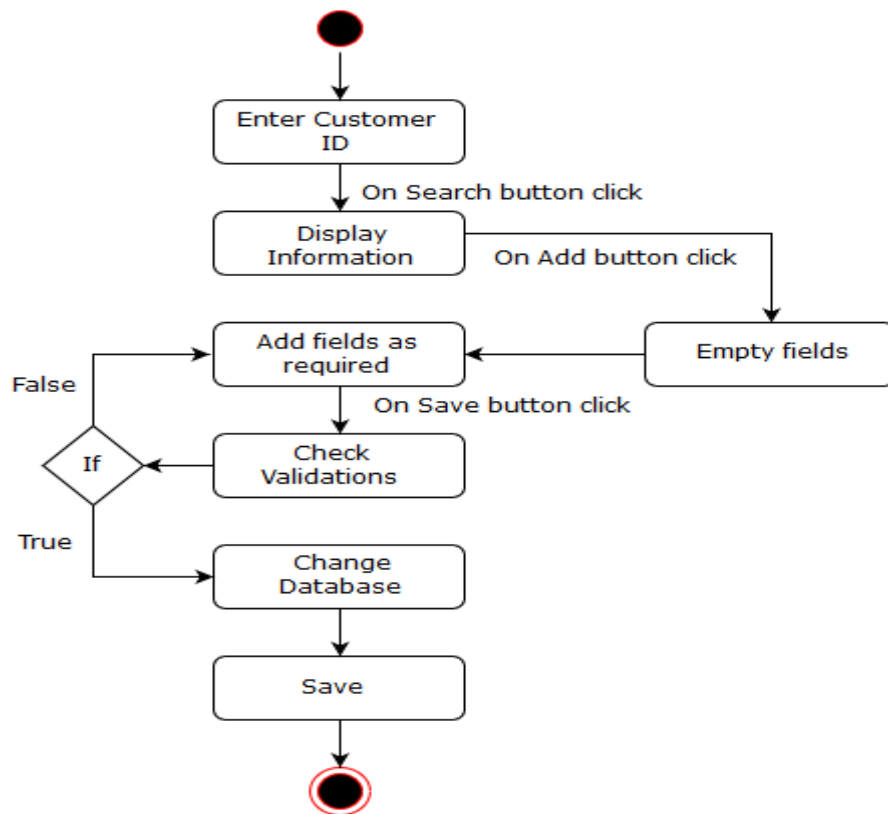 Enter Customer
ID
On Search button click
Display
Information
On Add button click
Empty fields
Add fields as
required
False
On Save button click
Check
Validations
If
True
Change
Database
Save